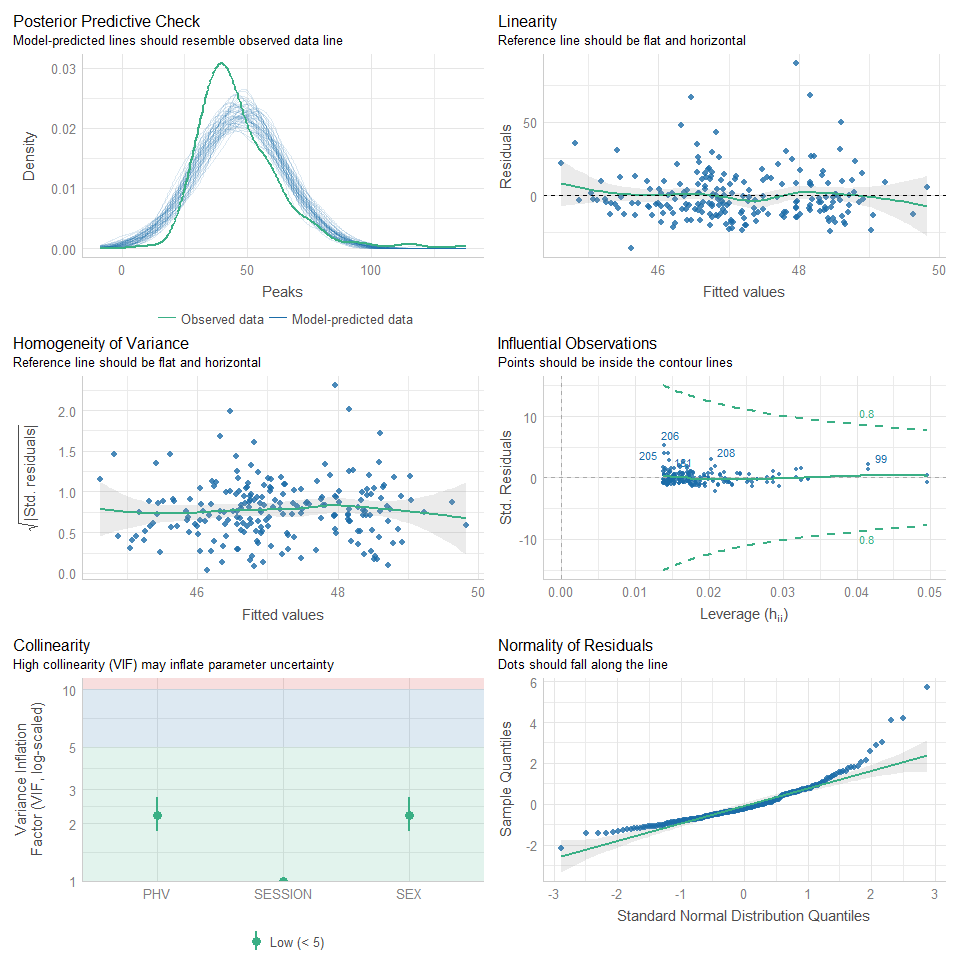 Posterior Predictive Check
Model-predicted lines should resemble observed data line
0.03
0.02
0.01
0.00
Density
0
50
100
Peaks
Observed data
Model-predicted data
Linearity
Reference line should be flat and horizontal
50
0
Residuals
46
48
50
Fitted values
Homogeneity of Variance
Reference line should be flat and horizontal
2.0
1.5
1.0
0.5
0.0
√|Std. residuals|
46
48
50
Fitted values
Influential Observations
Points should be inside the contour lines
10
0
-10
Std. Residuals
0.8
206
205
208
99
0.8
0.00
0.01
0.02
0.03
0.04
0.05
Leverage (hii)
Collinearity
High collinearity (VIF) may inflate parameter uncertainty
10
5
3
2
1
Variance Inflation
Factor (VIF, log-scaled)
PHV
SESSION
SEX
Low (< 5)
Normality of Residuals
Dots should fall along the line
6
4
2
0
-2
Sample Quantiles
-3
-2
-1
0
1
2
3
Standard Normal Distribution Quantiles